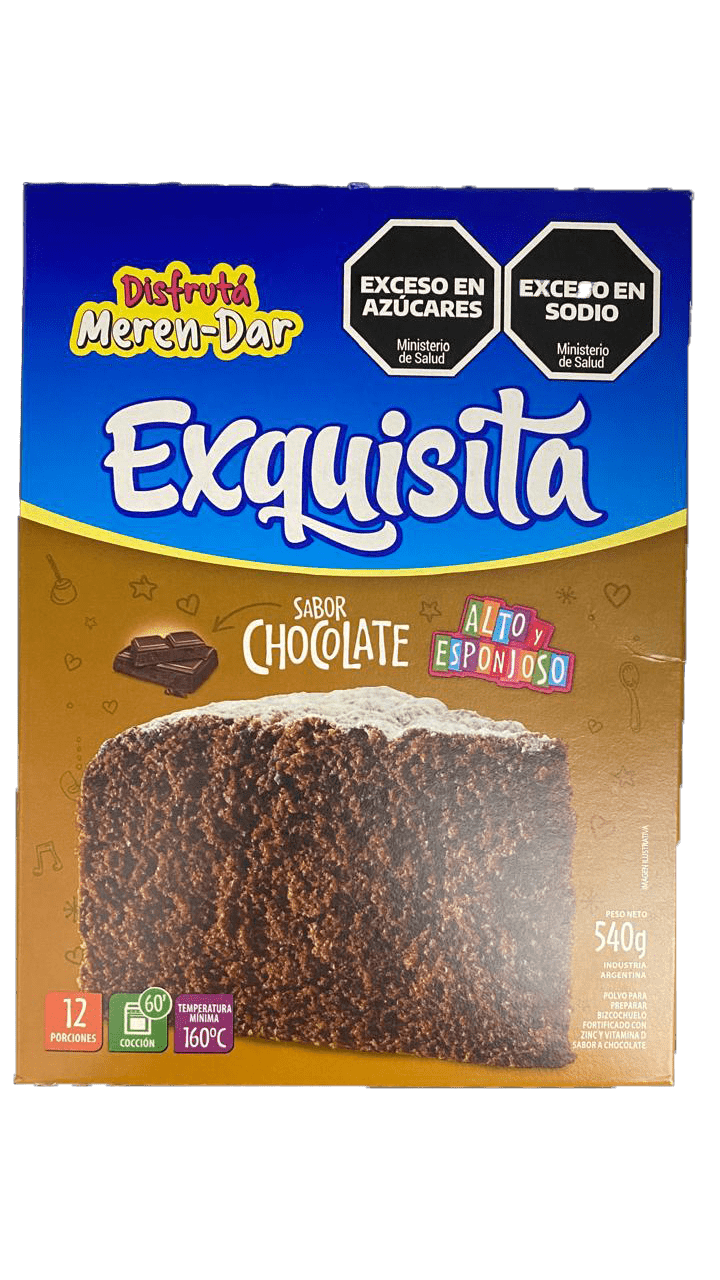 Disfrutá
Meren-Dar
EXCESO EN
AZÚCARES
Ministerio
de Salud
EXCESO EN
SODIO
Ministerio
de Salud
Exquisita
SABOR
CHOCOLATE
ALTO y
ESPONJOSO
IMAGEN ILUSTRATIVA
PESO NETO
540g
INDUSTRIA
ARGENTINA
POLVO PARA
PREPARAR
BIZCOCHUELO
FORTIFICADO CON
ZINC Y VITAMINA D
SABOR A CHOCOLATE
12
PORCIONES
60'
COCCIÓN
TEMPERATURA
MÍNIMA
160°C